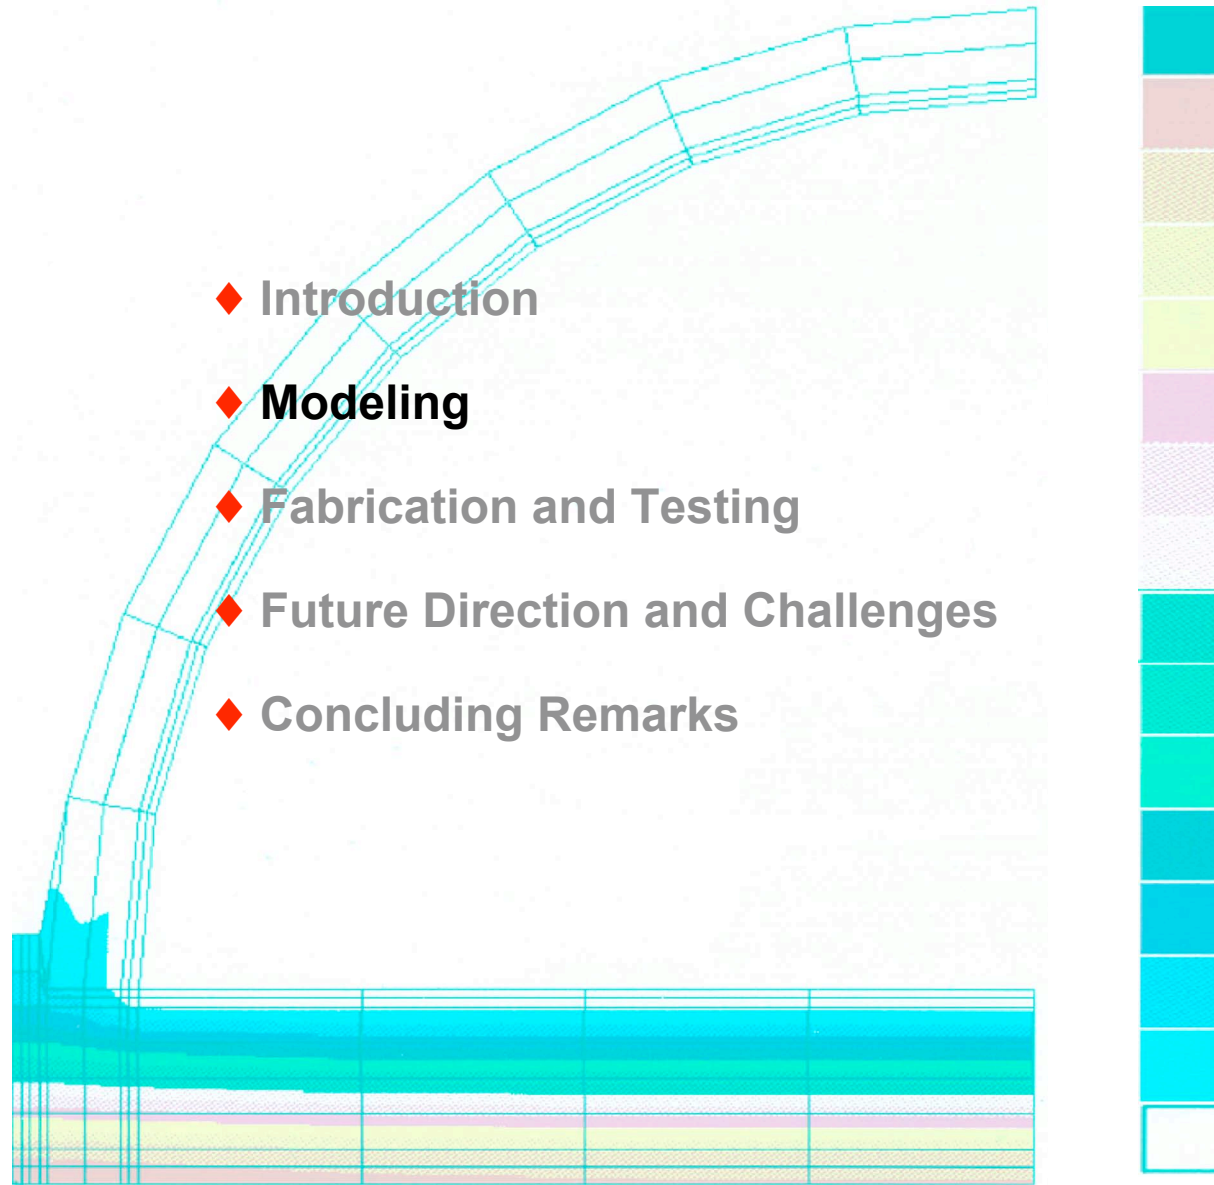 ♦ Introduction
♦ Modeling
♦ Fabrication and Testing
♦ Future Direction and Challenges
♦ Concluding Remarks